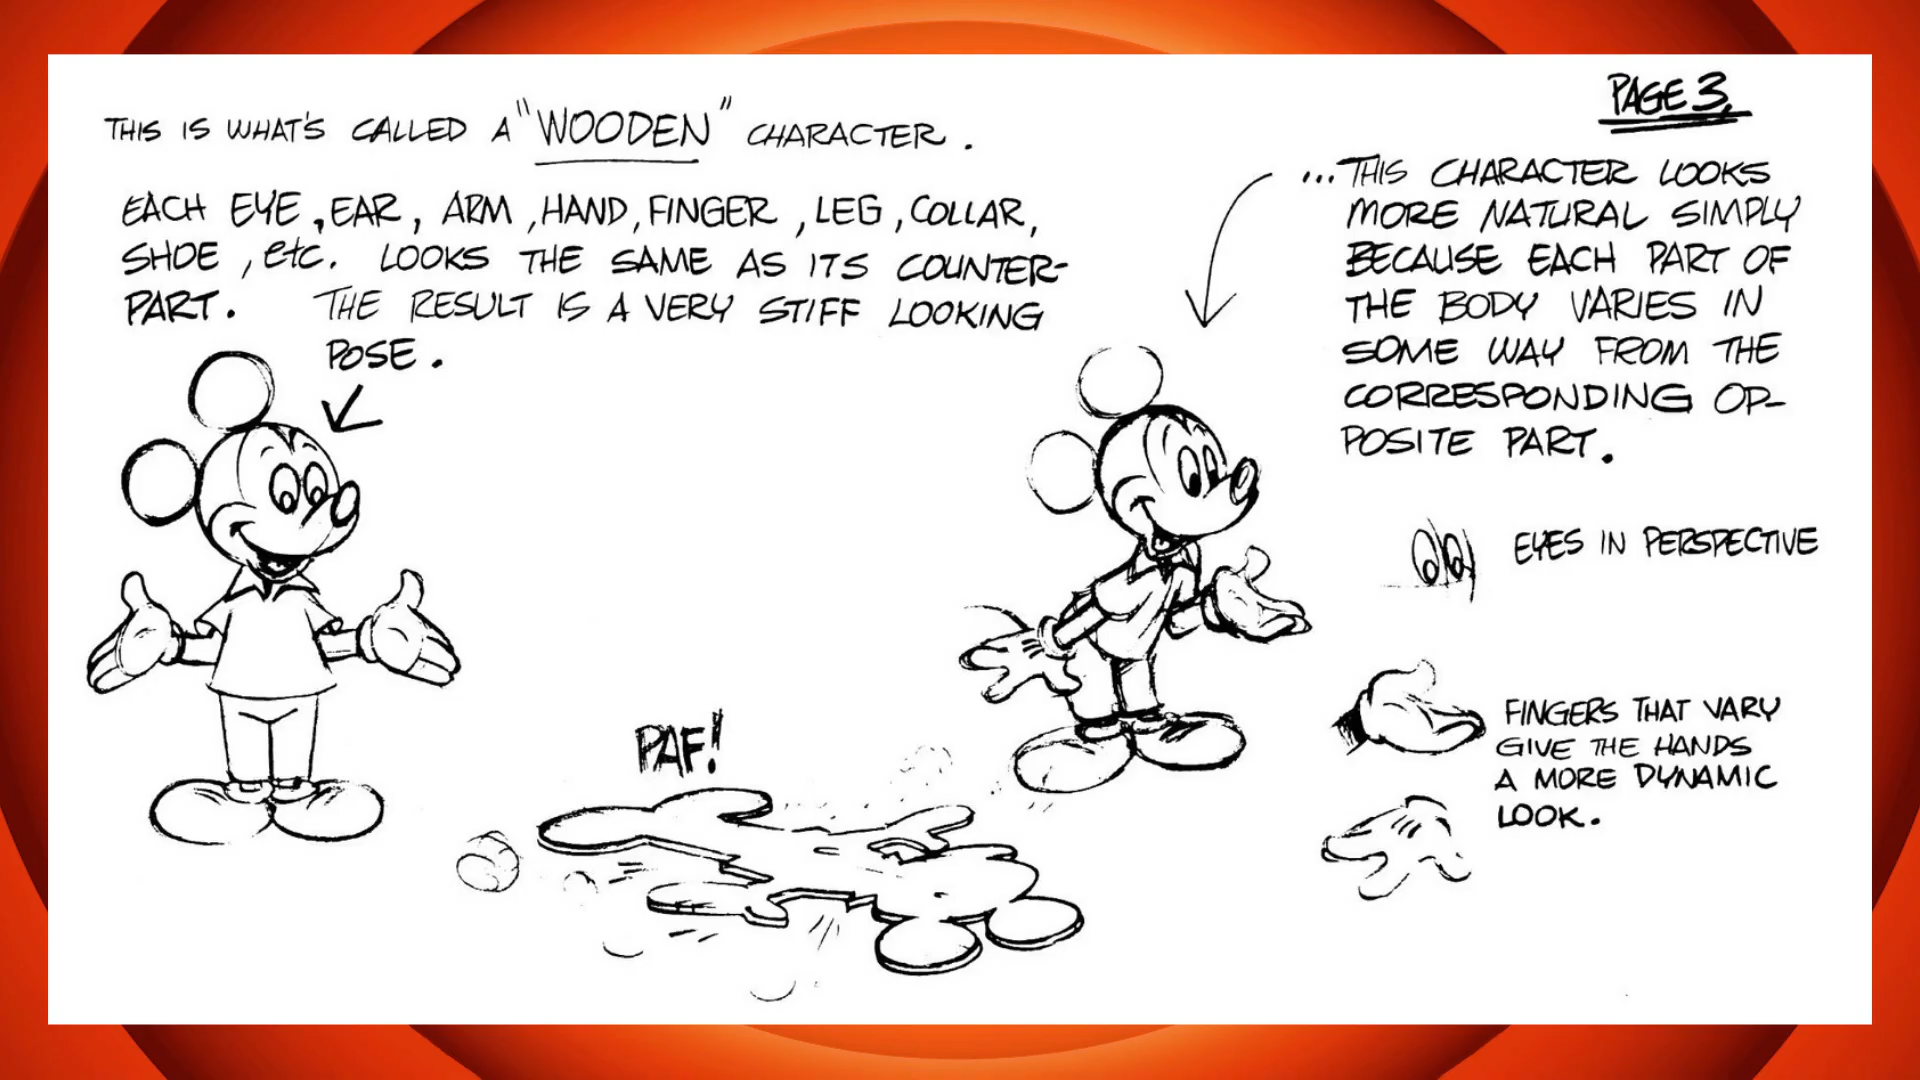 PAGE 3.
THIS IS WHAT'S CALLED A "WOODEN" CHARACTER.
EACH EYE, EAR, ARM, HAND, FINGER, LEG, COLLAR,
SHOE, etc. LOOKS THE SAME AS ITS COUNTER-
PART. THE RESULT IS A VERY STIFF LOOKING
POSE.
...THIS CHARACTER LOOKS
MORE NATURAL SIMPLY
BECAUSE EACH PART OF
THE BODY VARIES IN
SOME WAY FROM THE
CORRESPONDING OP-
POSITE PART.
EYES IN PERSPECTIVE
FINGERS THAT VARY
GIVE THE HANDS
A MORE DYNAMIC
LOOK.
PAF!